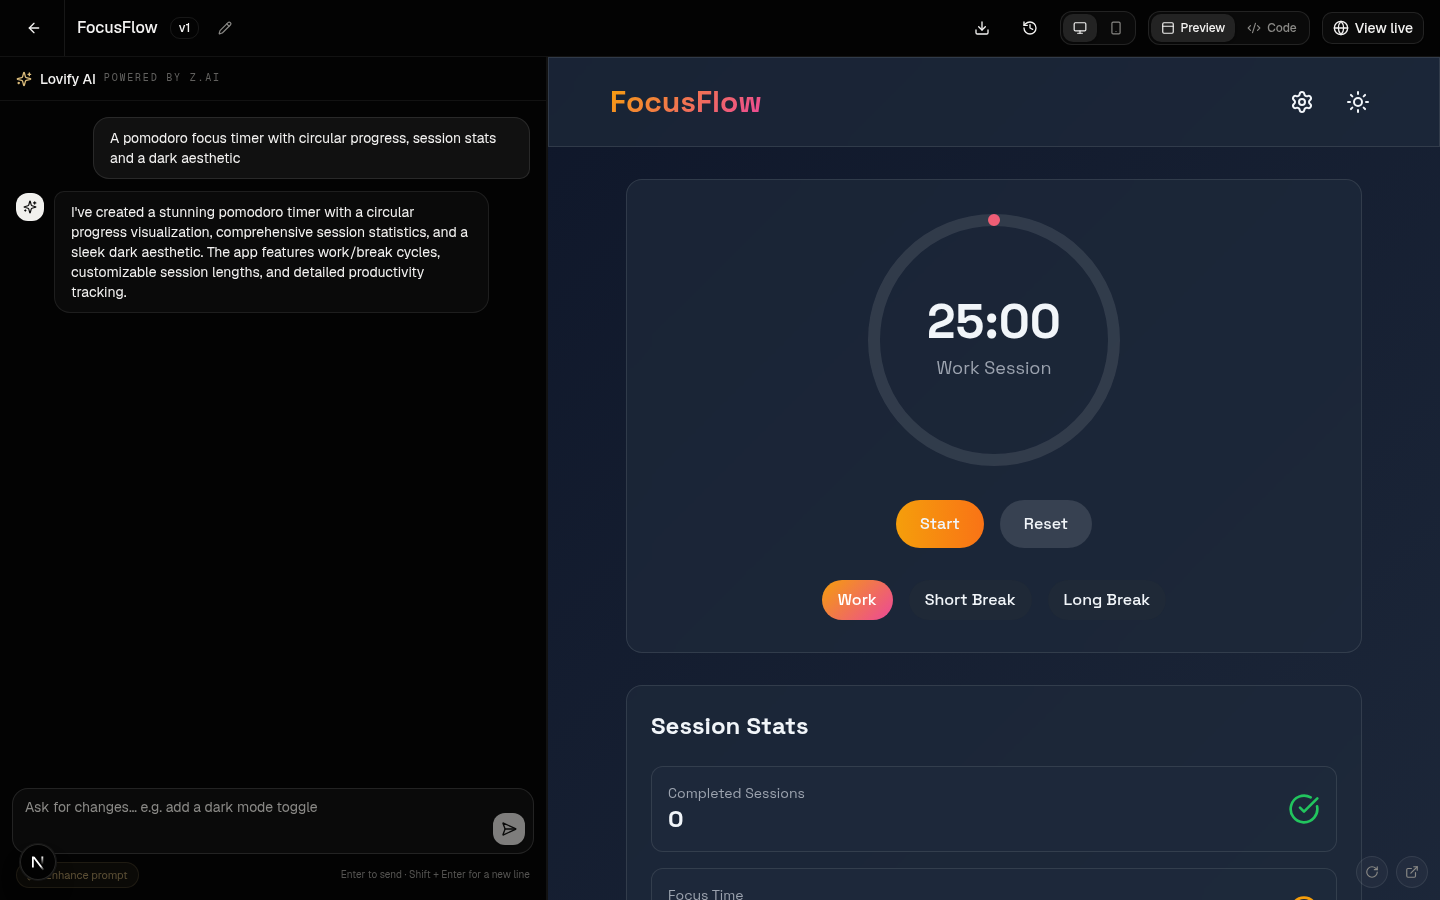 FocusFlow
v1
Preview
Code
View live
Lovify AI
POWERED BY Z.AI
A pomodoro focus timer with circular progress, session stats
and a dark aesthetic
I've created a stunning pomodoro timer with a circular
progress visualization, comprehensive session statistics, and a
sleek dark aesthetic. The app features work/break cycles,
customizable session lengths, and detailed productivity
tracking.
Ask for changes... e.g. add a dark mode toggle
N
Enhance prompt
Enter to send · Shift + Enter for a new line
FocusFlow
25:00
Work Session
Start
Reset
Work
Short Break
Long Break
Session Stats
Completed Sessions
0
Focus Time